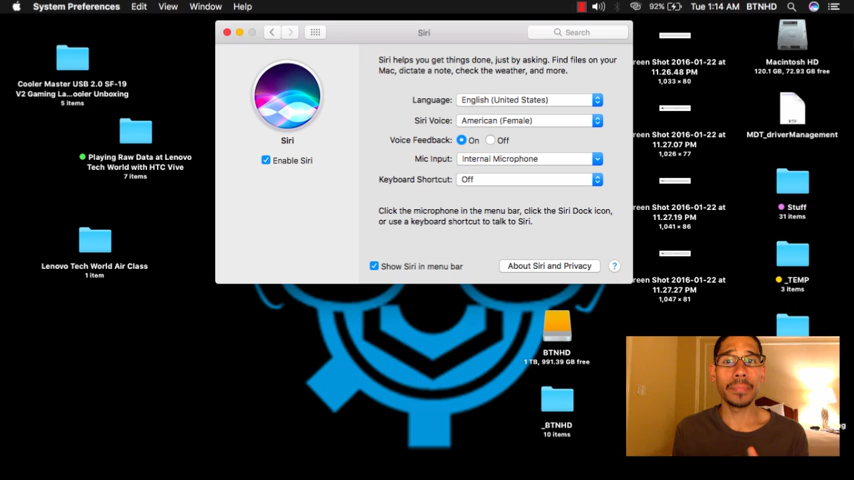 System Preferences Edit View Window Help
92% Tue 1:14 AM BTNHD
Siri
Search
Siri helps you get things done, just by asking. Find files on your
Mac, dictate a note, check the weather, and more.
Language: English (United States)
Siri Voice: American (Female)
Voice Feedback: On Off
Mic Input: Internal Microphone
Keyboard Shortcut: Off
Siri
Enable Siri
Click the microphone in the menu bar, click the Siri Dock icon,
or use a keyboard shortcut to talk to Siri.
Show Siri in menu bar
About Siri and Privacy
?
Cooler Master USB 2.0 SF-19
V2 Gaming La...ooler Unboxing
5 items
Playing Raw Data at Lenovo
Tech World with HTC Vive
7 items
Lenovo Tech World Air Class
1 item
reen Shot 2016-01-22 at
11.26.48 PM
1,033 × 80
reen Shot 2016-01-22 at
11.27.07 PM
1,026 × 77
reen Shot 2016-01-22 at
11.27.19 PM
1,041 × 86
reen Shot 2016-01-22 at
11.27.27 PM
1,047 × 81
Macintosh HD
120.1 GB, 72.93 GB free
MDT_driverManagement
Stuff
31 items
_TEMP
3 items
BTNHD
1 TB, 991.39 GB free
_BTNHD
10 items